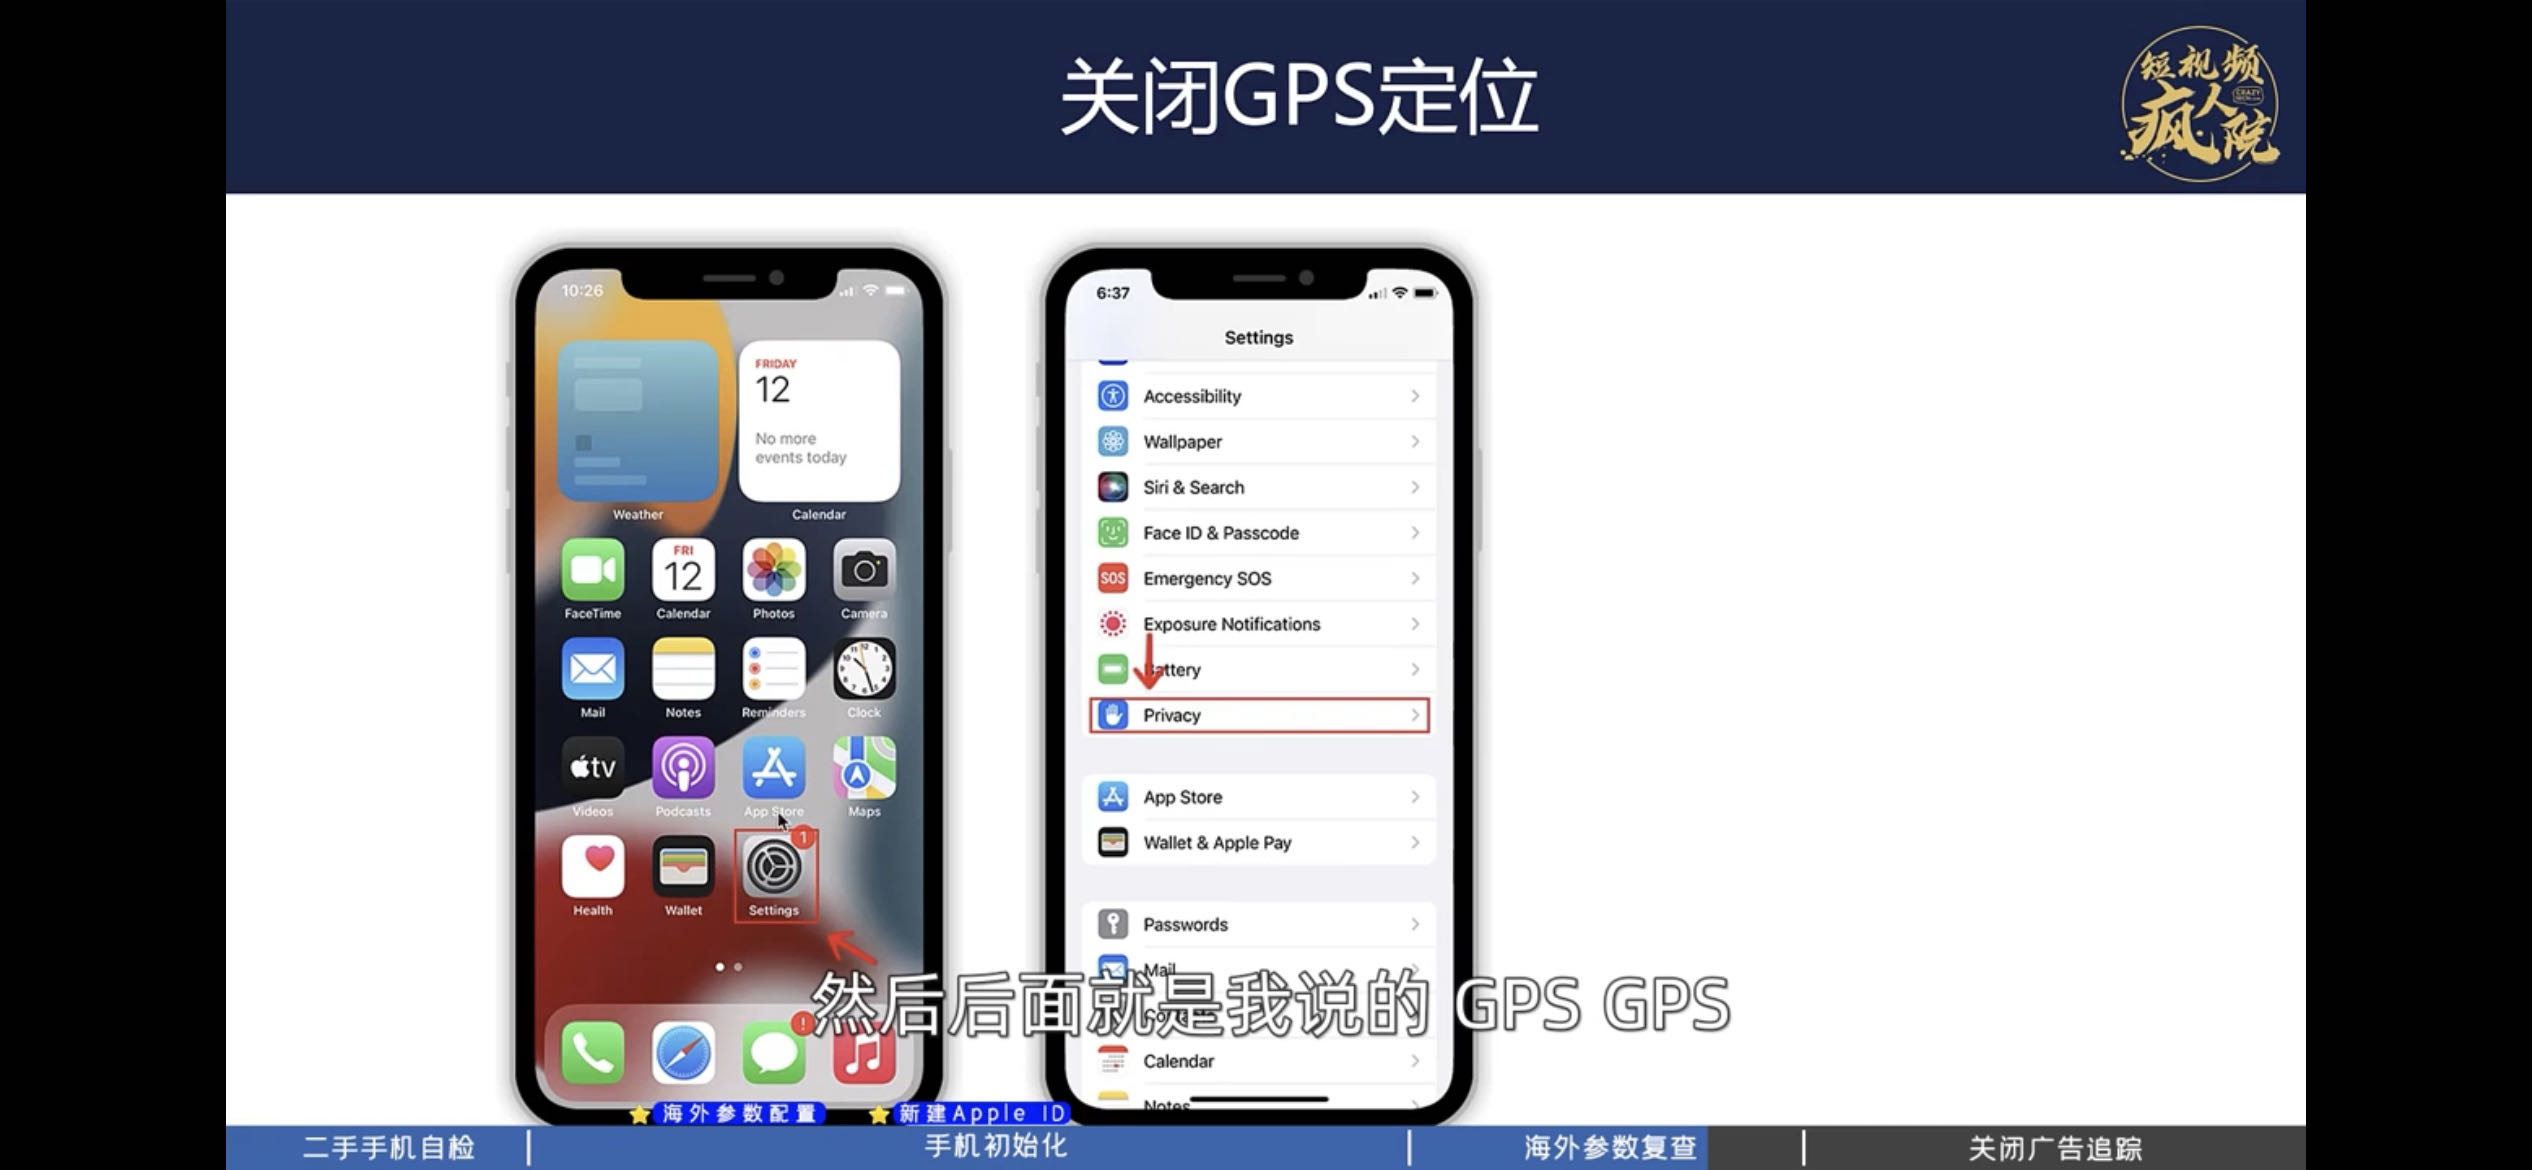 关闭GPS定位
短视频
CRAZY
疯人院
10:26
FRIDAY
12
No more
events today
Weather
Calendar
FRI
12
FaceTime
Calendar
Photos
Camera
Mail
Notes
Reminders
Clock
tv
Videos
Podcasts
App Store
Maps
1
Health
Wallet
Settings
6:37
Settings
Accessibility
Wallpaper
Siri & Search
Face ID & Passcode
SOS
Emergency SOS
Exposure Notifications
Battery
Privacy
App Store
Wallet & Apple Pay
Passwords
Mail
Calendar
Notes
然后后面就是我说的 GPS GPS
海外参数配置
新建Apple ID
二手手机自检
手机初始化
海外参数复查
关闭广告追踪